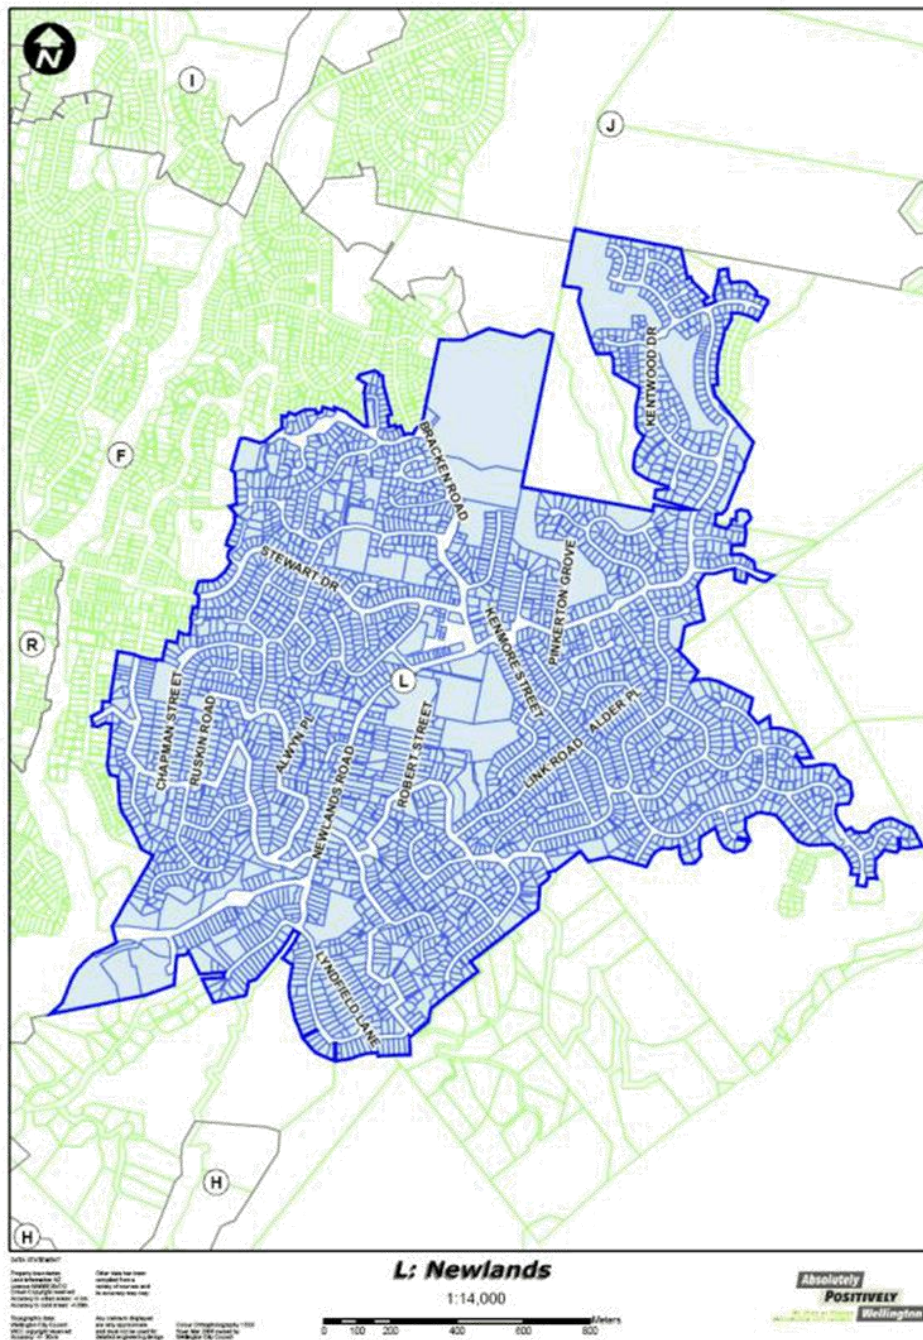 N
I
J
KENTWOOD DR
BRACKEN ROAD
F
STEWART DR
PINKERTON GROVE
KENMORE STREET
R
L
CHAPMAN STREET
RUSKIN ROAD
ALWYN PL
NEWLANDS ROAD
ROBERT STREET
LINK ROAD
ALDER PL
LYNDFIELD LANE
H
H
L: Newlands
1:14,000
Meters
0 100 200 400 600 800
Absolutely
POSITIVELY
Wellington
DATA STATEMENT